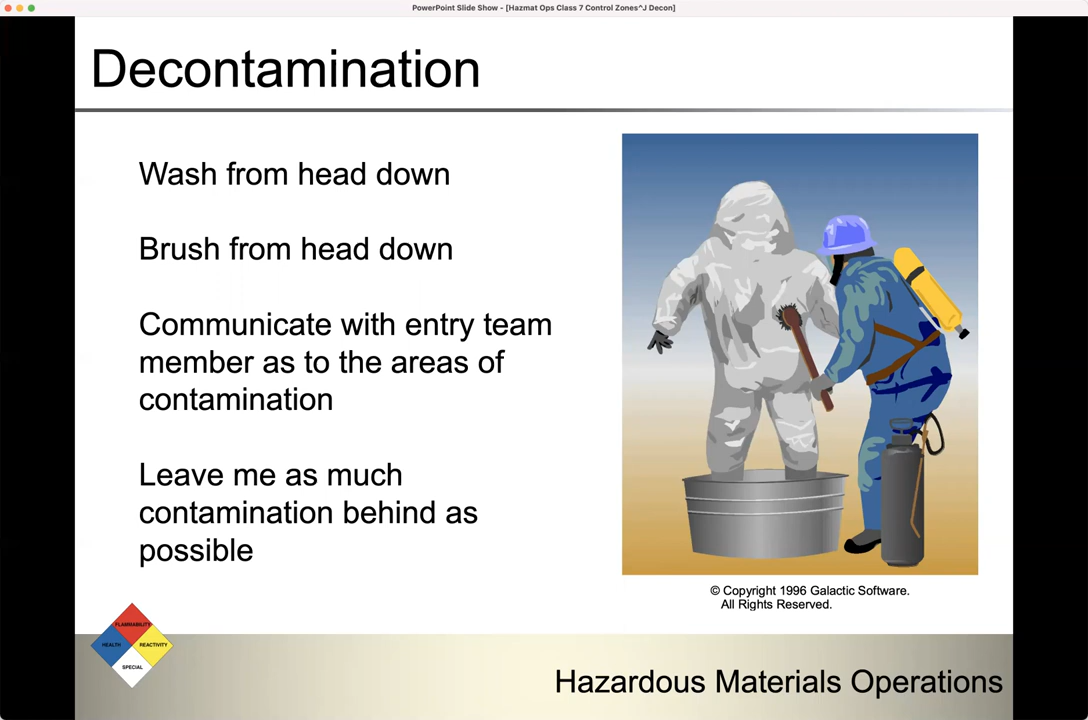 PowerPoint Slide Show - [Hazmat Ops Class 7 Control Zones^J Decon]
Decontamination
Wash from head down
Brush from head down
Communicate with entry team
member as to the areas of
contamination
Leave me as much
contamination behind as
possible
© Copyright 1996 Galactic Software.
All Rights Reserved.
FLAMMABILITY
HEALTH
REACTIVITY
SPECIAL
Hazardous Materials Operations